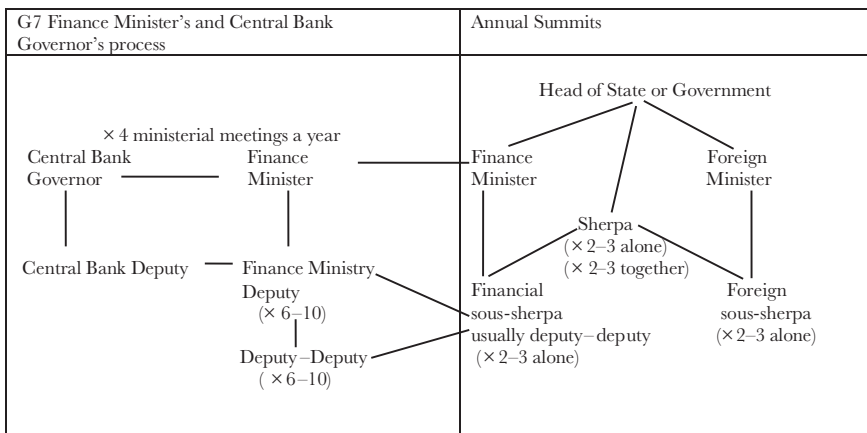 G7 Finance Minister's and Central Bank
Governor's process
Annual Summits
Head of State or Government
×4 ministerial meetings a year
Central Bank
Governor
Finance
Minister
Finance
Minister
Foreign
Minister
Sherpa
(×2–3 alone)
(×2–3 together)
Central Bank Deputy
Finance Ministry
Deputy
(×6–10)
Financial
sous-sherpa
usually deputy–deputy
(×2–3 alone)
Foreign
sous-sherpa
(×2–3 alone)
Deputy–Deputy
(×6–10)